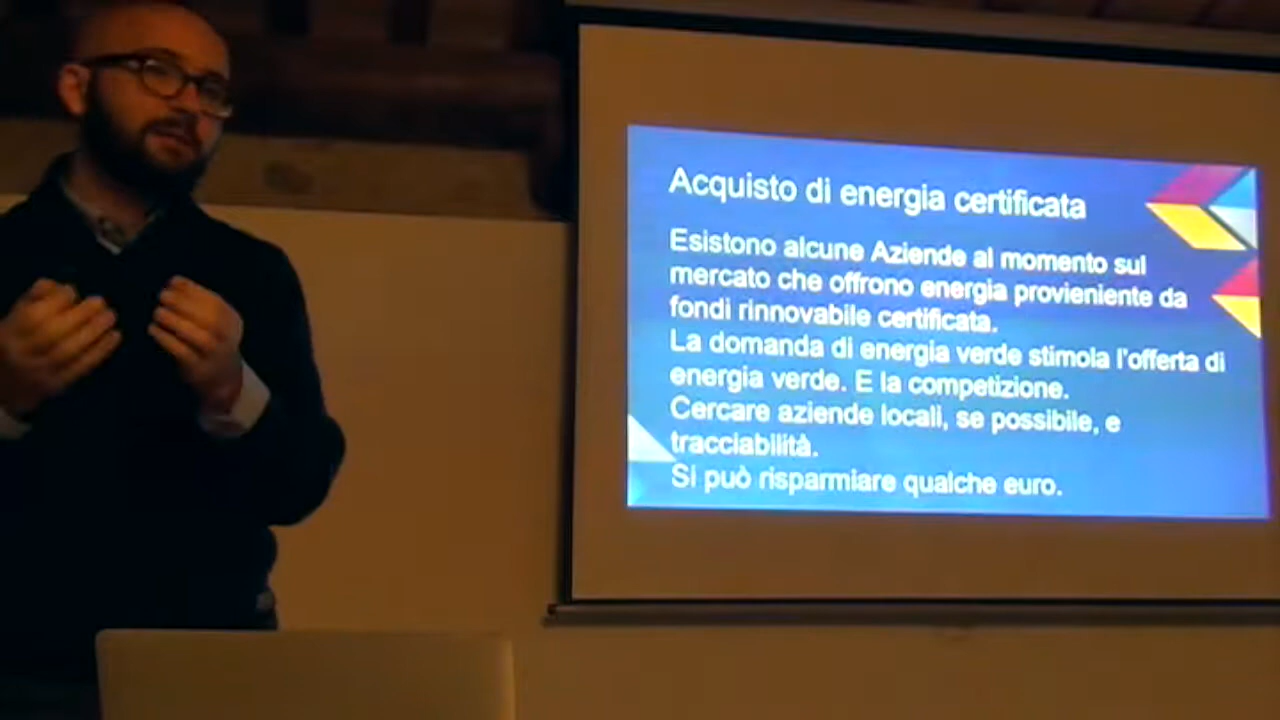 Acquisto di energia certificata
Esistono alcune Aziende al momento sul
mercato che offrono energia provieniente da
fondi rinnovabile certificata.
La domanda di energia verde stimola l'offerta di
energia verde. E la competizione.
Cercare aziende locali, se possibile, e
tracciabilità.
Si può risparmiare qualche euro.